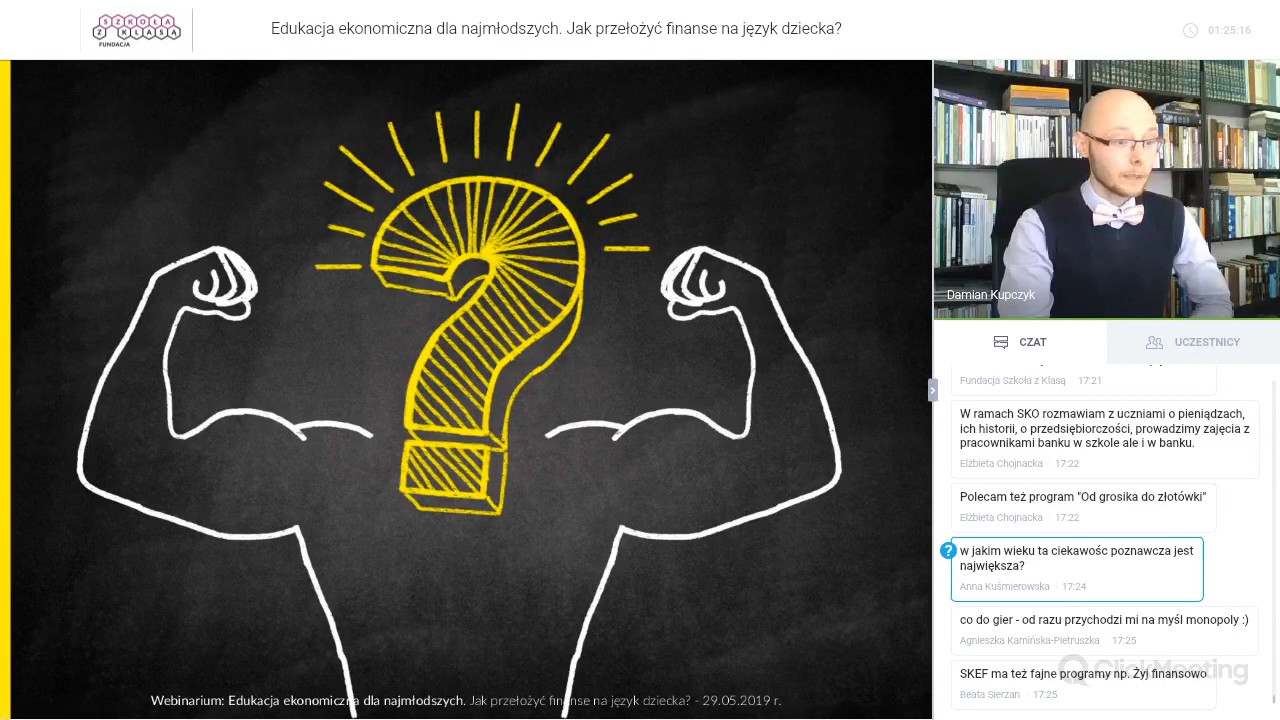 SZKOŁA
Z KLASĄ
FUNDACJA
Edukacja ekonomiczna dla najmłodszych. Jak przełożyć finanse na język dziecka?
01:25:16
Damian Kupczyk
CZAT
UCZESTNICY
Fundacja Szkoła z Klasą 17:21
W ramach SKO rozmawiam z uczniami o pieniądzach,
ich historii, o przedsiębiorczości, prowadzimy zajęcia z
pracownikami banku w szkole ale i w banku.
Elżbieta Chojnacka 17:22
Polecam też program "Od grosika do złotówki"
Elżbieta Chojnacka 17:22
?
w jakim wieku ta ciekawośc poznawcza jest
największa?
Anna Kuśmierowska 17:24
co do gier - od razu przychodzi mi na myśl monopoly :)
Agnieszka Kamińska-Pietruszka 17:25
SKEF ma też fajne programy np. Żyj finansowo
Beata Sierzan 17:25
ClickMeeting
Webinarium: Edukacja ekonomiczna dla najmłodszych. Jak przełożyć finanse na język dziecka? - 29.05.2019 r.